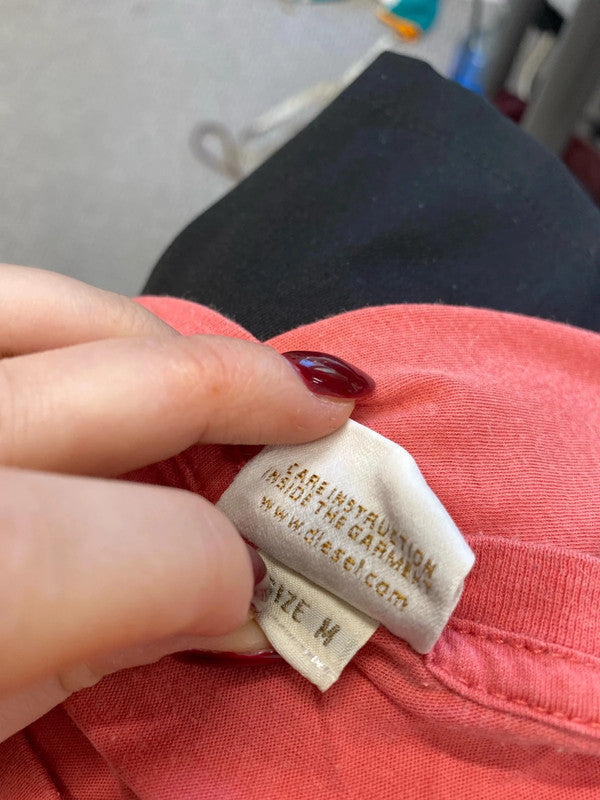 CARE INSTRUCTION
INSIDE THE GARMENT
www.diesel.com
SIZE M